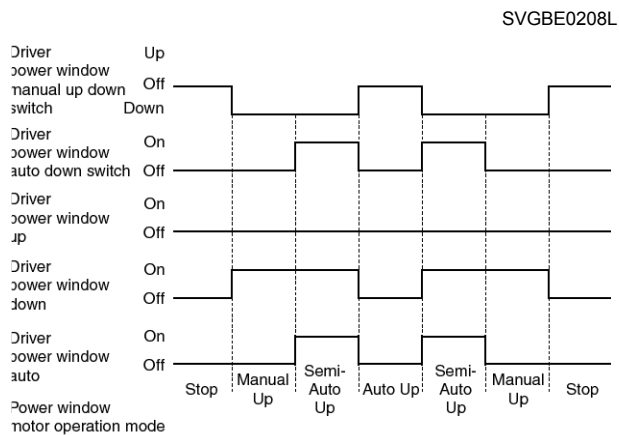 SVGBE0208L
Driver
power window
manual up down
switch
Up
Off
Down
Driver
power window
auto down switch
On
Off
Driver
power window
up
On
Off
Driver
power window
down
On
Off
Driver
power window
auto
On
Off
Power window
motor operation mode
Stop
Manual
Up
Semi-
Auto
Up
Auto Up
Semi-
Auto
Up
Manual
Up
Stop